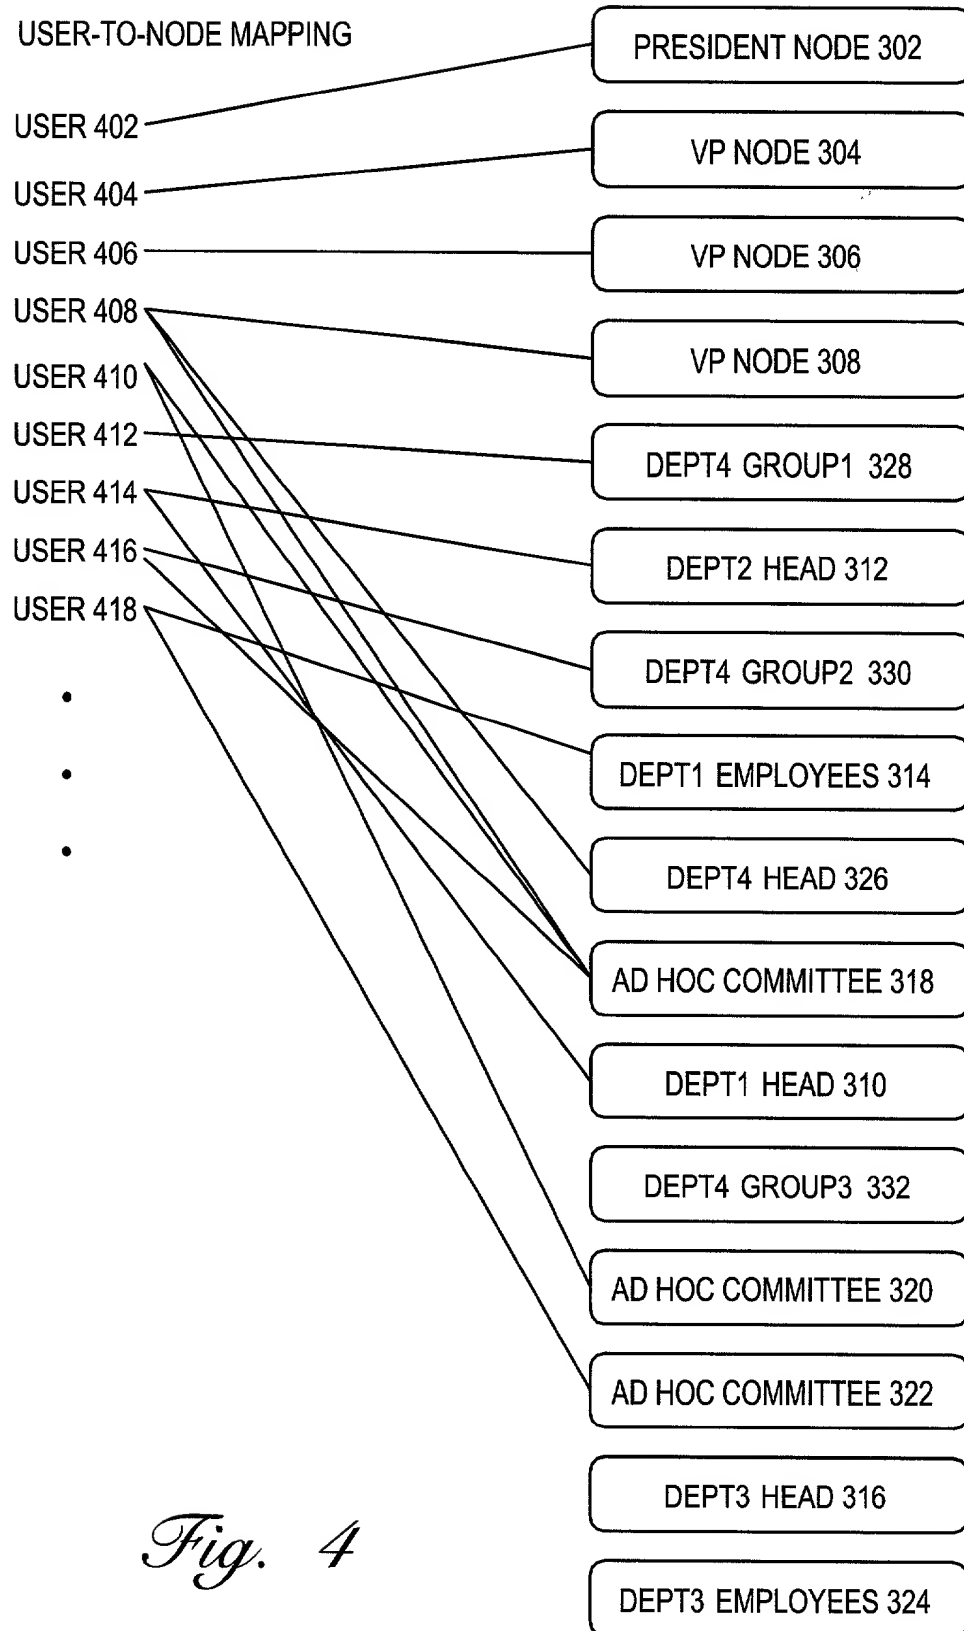 USER-TO-NODE MAPPING
USER 402
USER 404
USER 406
USER 408
USER 410
USER 412
USER 414
USER 416
USER 418
PRESIDENT NODE 302
VP NODE 304
VP NODE 306
VP NODE 308
DEPT4 GROUP1 328
DEPT2 HEAD 312
DEPT4 GROUP2 330
DEPT1 EMPLOYEES 314
DEPT4 HEAD 326
AD HOC COMMITTEE 318
DEPT1 HEAD 310
DEPT4 GROUP3 332
AD HOC COMMITTEE 320
AD HOC COMMITTEE 322
DEPT3 HEAD 316
DEPT3 EMPLOYEES 324
Fig. 4